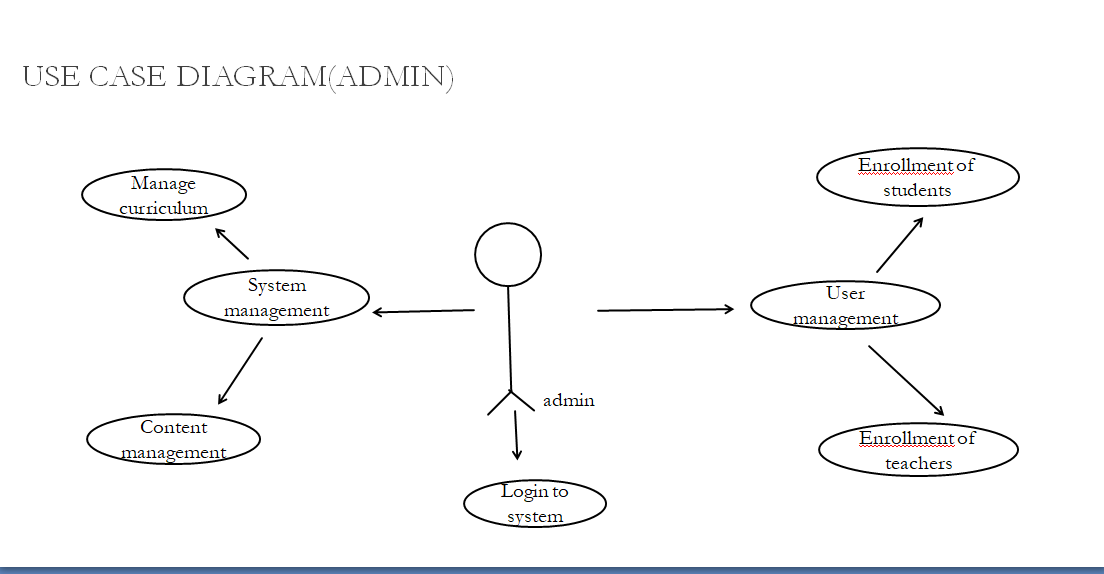 USE CASE DIAGRAM(ADMIN)
Manage
curriculum
System
management
Content
management
admin
Login to
system
Enrollment of
students
User
management
Enrollment of
teachers